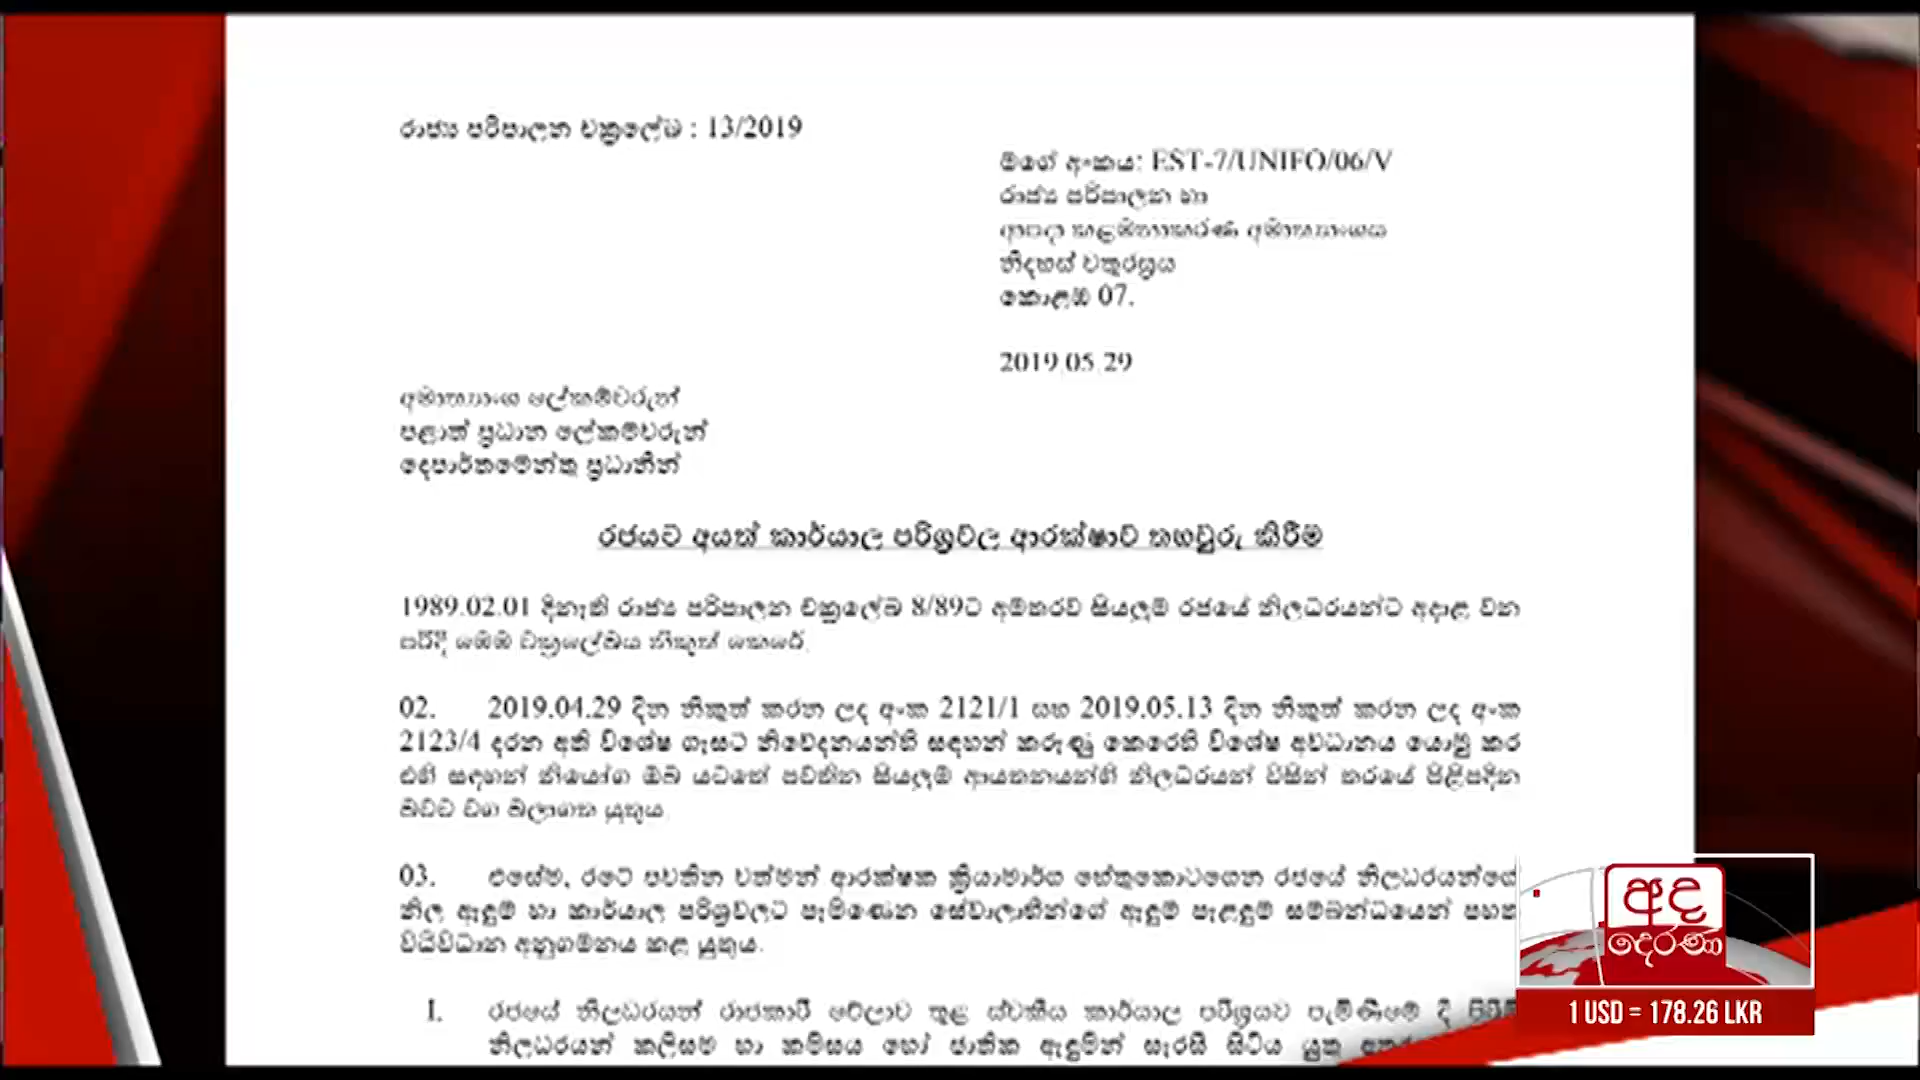 රාජ්‍ය පරිපාලන චක්‍රලේඛ : 13/2019
මගේ අංකය: EST-7/UNIFO/06/V
රාජ්‍ය පරිපාලන හා
ආපදා කළමනාකරණ අමාත්‍යාංශය
නිදහස් චතුරස්‍රය
කොළඹ 07.
2019.05.29
අමාත්‍යාංශ ලේකම්වරුන්
පළාත් ප්‍රධාන ලේකම්වරුන්
දෙපාර්තමේන්තු ප්‍රධානීන්
රජයට අයත් කාර්යාල පරිශ්‍රවල ආරක්ෂාව තහවුරු කිරීම
1989.02.01 දිනැති රාජ්‍ය පරිපාලන චක්‍රලේඛ 8/89ට අමතරව සියලුම රජයේ නිලධරයන්ට අදාළ වන
පරිදි මෙම චක්‍රලේඛය නිකුත් කෙරේ.
02. 2019.04.29 දින නිකුත් කරන ලද අංක 2121/1 සහ 2019.05.13 දින නිකුත් කරන ලද අංක
2123/4 දරන අති විශේෂ ගැසට් නිවේදනයන්හි සඳහන් කරුණු කෙරෙහි විශේෂ අවධානය යොමු කර
එහි සඳහන් නියෝග ඔබ යටතේ පවතින සියලුම ආයතනයන්හි නිලධරයන් විසින් තරයේ පිළිපදින
බවට වග බලාගත යුතුය.
03. එසේම, රටේ පවතින වත්මන් ආරක්ෂක ක්‍රියාමාර්ග හේතුකොටගෙන රජයේ නිලධරයන්ගේ
නිල ඇඳුම් හා කාර්යාල පරිශ්‍රවලට පැමිණෙන සේවාලාභීන්ගේ ඇඳුම් පැළඳුම් සම්බන්ධයෙන් පහත
විධිවිධාන අනුගමනය කළ යුතුය.
I. රජයේ නිලධරයන් රාජකාරී වේලාව තුළ ස්වකීය කාර්යාල පරිශ්‍රයට පැමිණීමේ දී
නිලධරයන් කලිසම හා කමිසය හෝ ජාතික ඇඳුමින් සැරසී සිටිය යුතු
අද
දෙරණ
1 USD = 178.26 LKR